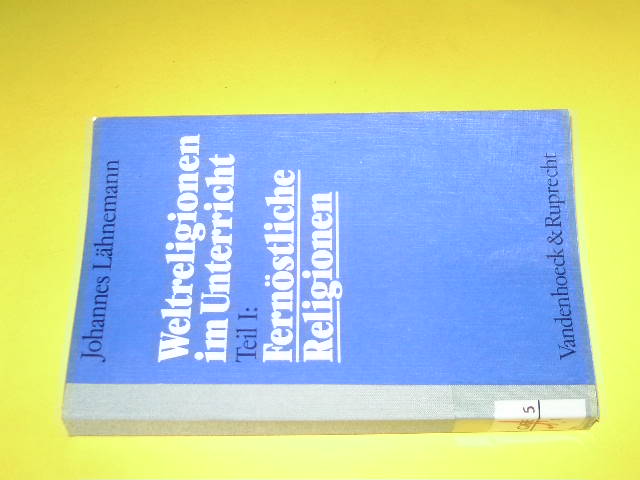 Johannes Lähnemann
Weltreligionen
im Unterricht
Teil I:
Fernöstliche
Religionen
Vandenhoeck & Ruprecht
5